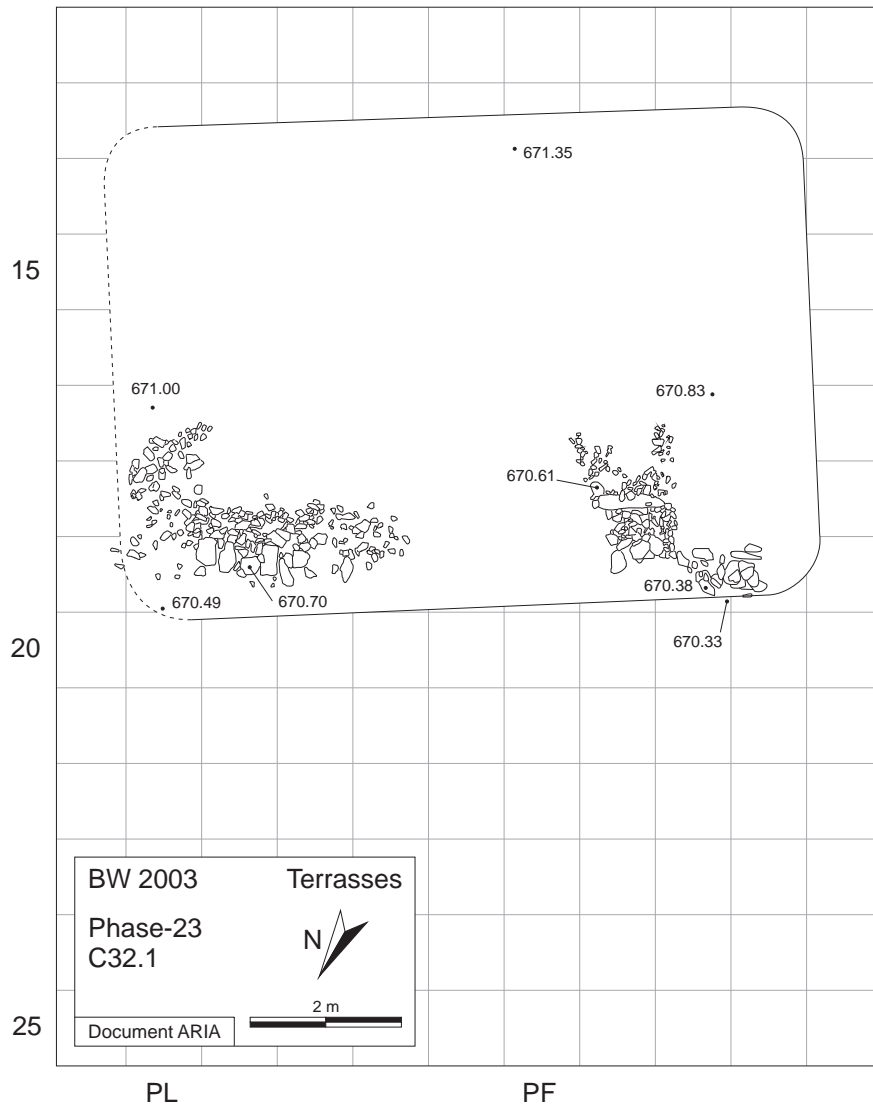 671.35
15
671.00
670.83
670.61
670.49
670.70
670.38
20
670.33
BW 2003 Terrasses
Phase-23
C32.1
N
2 m
Document ARIA
25
PL PF